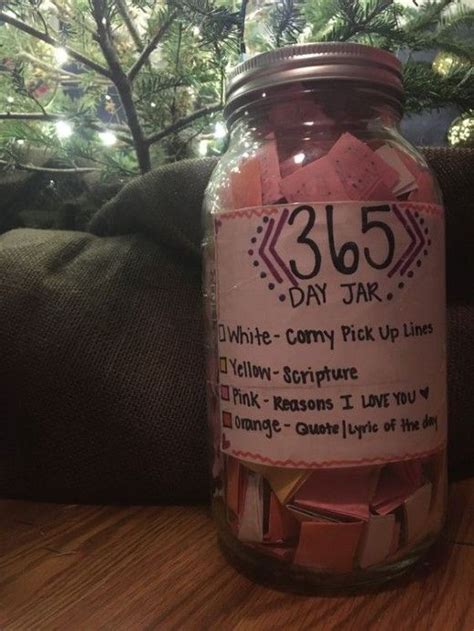 365
DAY JAR.
White - Corny Pick Up Lines
Yellow - Scripture
Pink - Reasons I LOVE YOU ♥
Orange - Quote/Lyric of the day